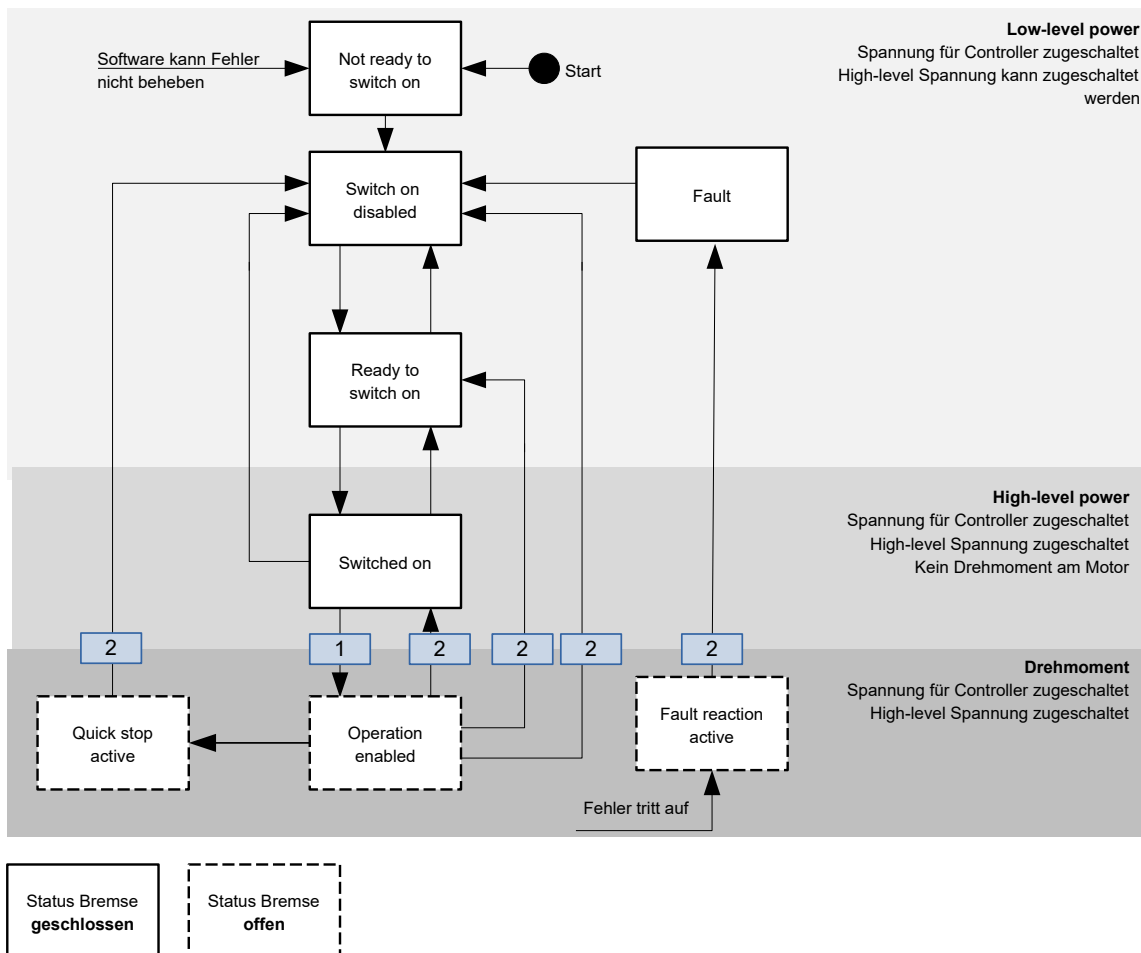 Low-level power
Spannung für Controller zugeschaltet
High-level Spannung kann zugeschaltet
werden
Software kann Fehler
nicht beheben
Not ready to
switch on
Start
Switch on
disabled
Fault
Ready to
switch on
High-level power
Spannung für Controller zugeschaltet
High-level Spannung zugeschaltet
Kein Drehmoment am Motor
Switched on
2
1
2
2
2
2
Drehmoment
Spannung für Controller zugeschaltet
High-level Spannung zugeschaltet
Quick stop
active
Operation
enabled
Fault reaction
active
Fehler tritt auf
Status Bremse
geschlossen
Status Bremse
offen